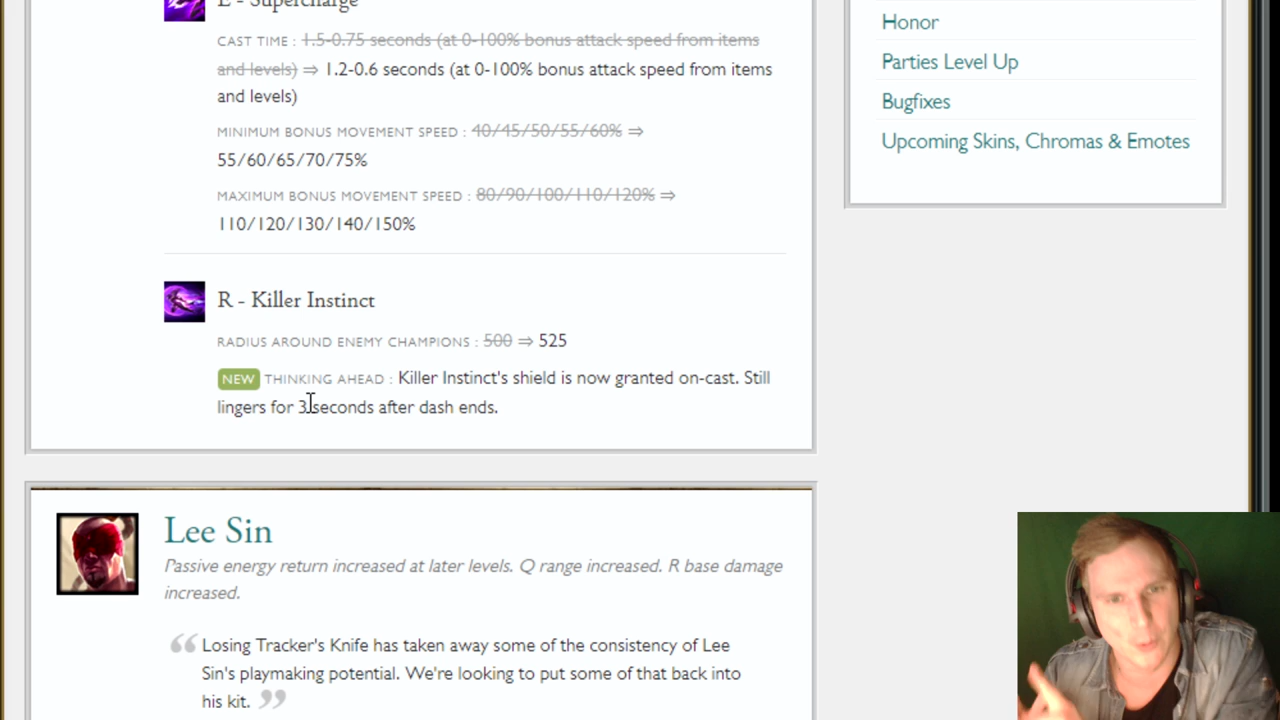 E - Supercharge
CAST TIME : 1.5-0.75 seconds (at 0-100% bonus attack speed from items
and levels) ⇒ 1.2-0.6 seconds (at 0-100% bonus attack speed from items
and levels)
MINIMUM BONUS MOVEMENT SPEED : 40/45/50/55/60% ⇒
55/60/65/70/75%
MAXIMUM BONUS MOVEMENT SPEED : 80/90/100/110/120% ⇒
110/120/130/140/150%
R - Killer Instinct
RADIUS AROUND ENEMY CHAMPIONS : 500 ⇒ 525
NEW THINKING AHEAD : Killer Instinct's shield is now granted on-cast. Still
lingers for 3 seconds after dash ends.
Lee Sin
Passive energy return increased at later levels. Q range increased. R base damage
increased.
“ Losing Tracker's Knife has taken away some of the consistency of Lee
Sin's playmaking potential. We're looking to put some of that back into
his kit. ”
Honor
Parties Level Up
Bugfixes
Upcoming Skins, Chromas & Emotes